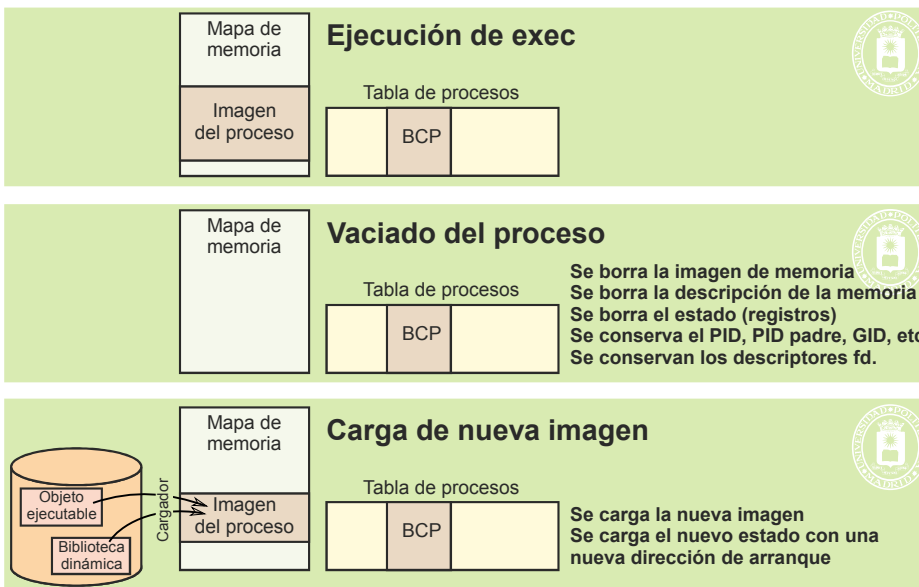 Mapa de
memoria
Ejecución de exec
Tabla de procesos
Imagen
del proceso
BCP
Mapa de
memoria
Vaciado del proceso
Tabla de procesos
BCP
Se borra la imagen de memoria
Se borra la descripción de la memoria
Se borra el estado (registros)
Se conserva el PID, PID padre, GID, etc
Se conservan los descriptores fd.
Mapa de
memoria
Carga de nueva imagen
Objeto
ejecutable
Biblioteca
dinámica
Cargador
Imagen
del proceso
Tabla de procesos
BCP
Se carga la nueva imagen
Se carga el nuevo estado con una
nueva dirección de arranque